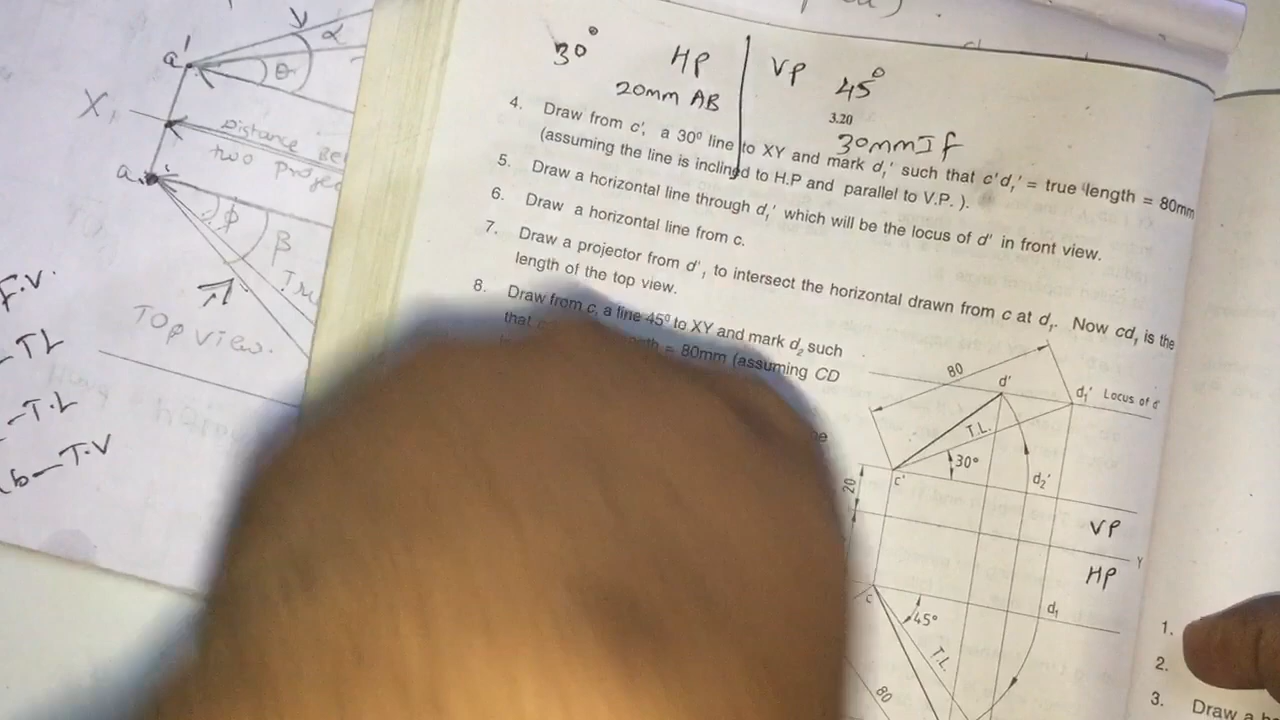 a'
α
θ
X
Distance Be
two proje
a
ϕ
β
Tru
TOP VIEW.
F.V.
TL
T.L
b T.V
30°
HP
20mm AB
VP
45°
3.20
30mm If
4. Draw from c', a 30° line to XY and mark d₁' such that c'd₁' = true length = 80mm
(assuming the line is inclined to H.P and parallel to V.P. ).
5. Draw a horizontal line through d₁' which will be the locus of d' in front view.
6. Draw a horizontal line from c.
7. Draw a projector from d'₁ to intersect the horizontal drawn from c at d₁. Now cd₁ is the
length of the top view.
8. Draw from c, a line 45° to XY and mark d₂ such
that = 80mm (assuming CD
80
d'
d₁' Locus of d'
T.L.
30°
c'
d₂'
20
VP
Y
HP
c
d₁
45°
T.L.
80
1.
2.
3. Draw a